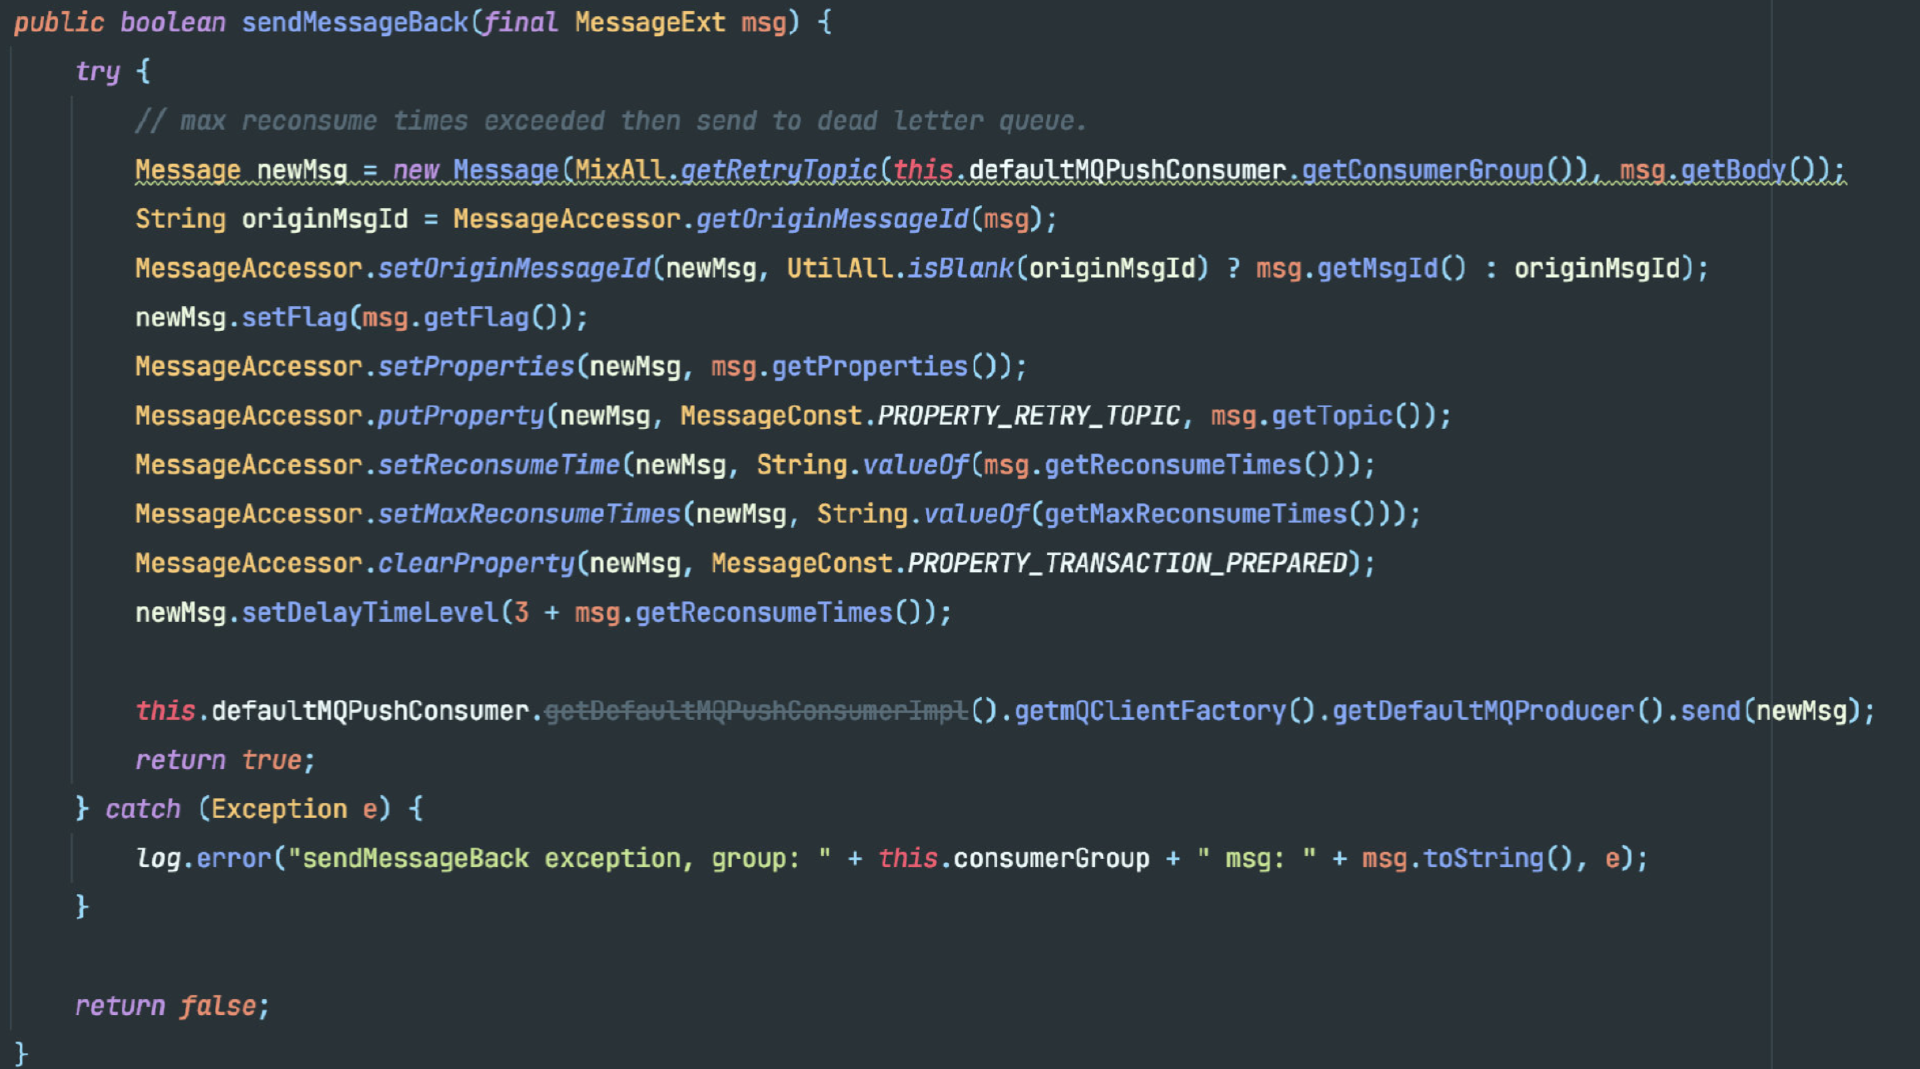 public boolean sendMessageBack(final MessageExt msg) {
try {
// max reconsume times exceeded then send to dead letter queue.
Message newMsg = new Message(MixAll.getRetryTopic(this.defaultMQPushConsumer.getConsumerGroup()), msg.getBody());
String originMsgId = MessageAccessor.getOriginMessageId(msg);
MessageAccessor.setOriginMessageId(newMsg, UtilAll.isBlank(originMsgId) ? msg.getMsgId() : originMsgId);
newMsg.setFlag(msg.getFlag());
MessageAccessor.setProperties(newMsg, msg.getProperties());
MessageAccessor.putProperty(newMsg, MessageConst.PROPERTY_RETRY_TOPIC, msg.getTopic());
MessageAccessor.setReconsumeTime(newMsg, String.valueOf(msg.getReconsumeTimes()));
MessageAccessor.setMaxReconsumeTimes(newMsg, String.valueOf(getMaxReconsumeTimes()));
MessageAccessor.clearProperty(newMsg, MessageConst.PROPERTY_TRANSACTION_PREPARED);
newMsg.setDelayTimeLevel(3 + msg.getReconsumeTimes());
this.defaultMQPushConsumer.getDefaultMQPushConsumerImpl().getmQClientFactory().getDefaultMQProducer().send(newMsg);
return true;
} catch (Exception e) {
log.error("sendMessageBack exception, group: " + this.consumerGroup + " msg: " + msg.toString(), e);
}
return false;
}